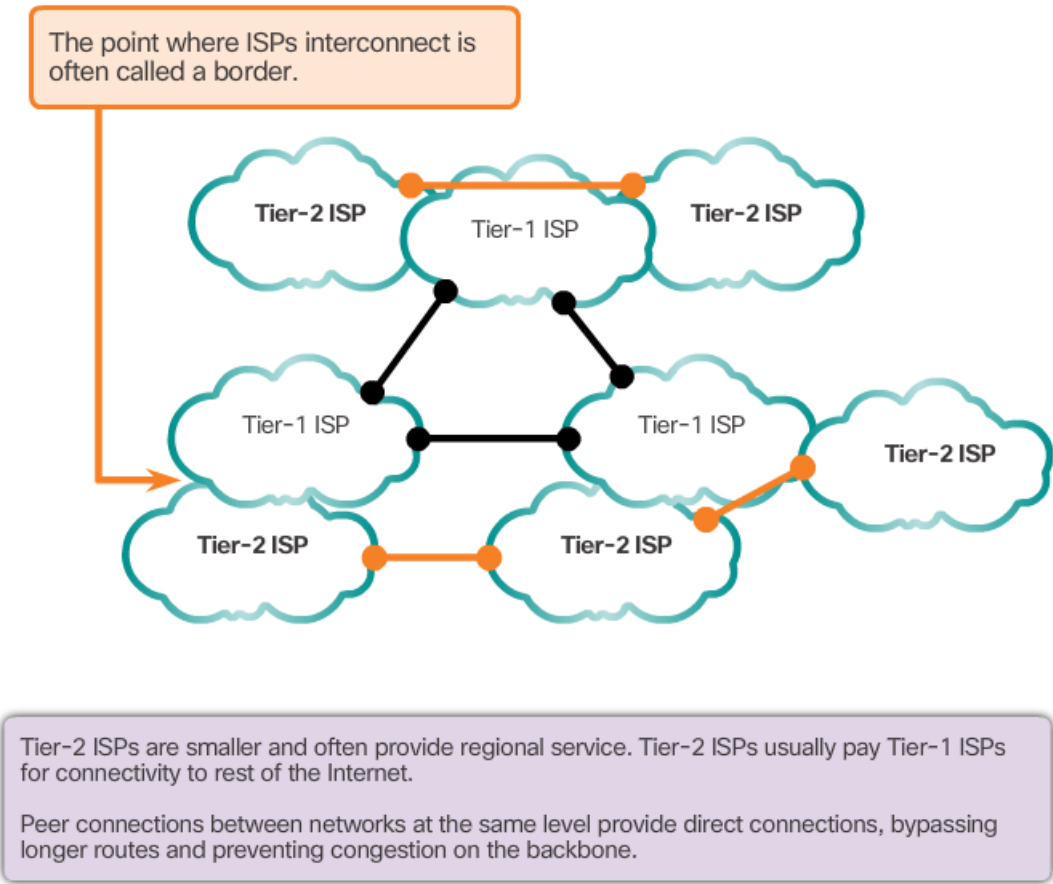 The point where ISPs interconnect is
often called a border.
Tier-2 ISP
Tier-1 ISP
Tier-2 ISP
Tier-1 ISP
Tier-1 ISP
Tier-2 ISP
Tier-2 ISP
Tier-2 ISP
Tier-2 ISPs are smaller and often provide regional service. Tier-2 ISPs usually pay Tier-1 ISPs
for connectivity to rest of the Internet.
Peer connections between networks at the same level provide direct connections, bypassing
longer routes and preventing congestion on the backbone.